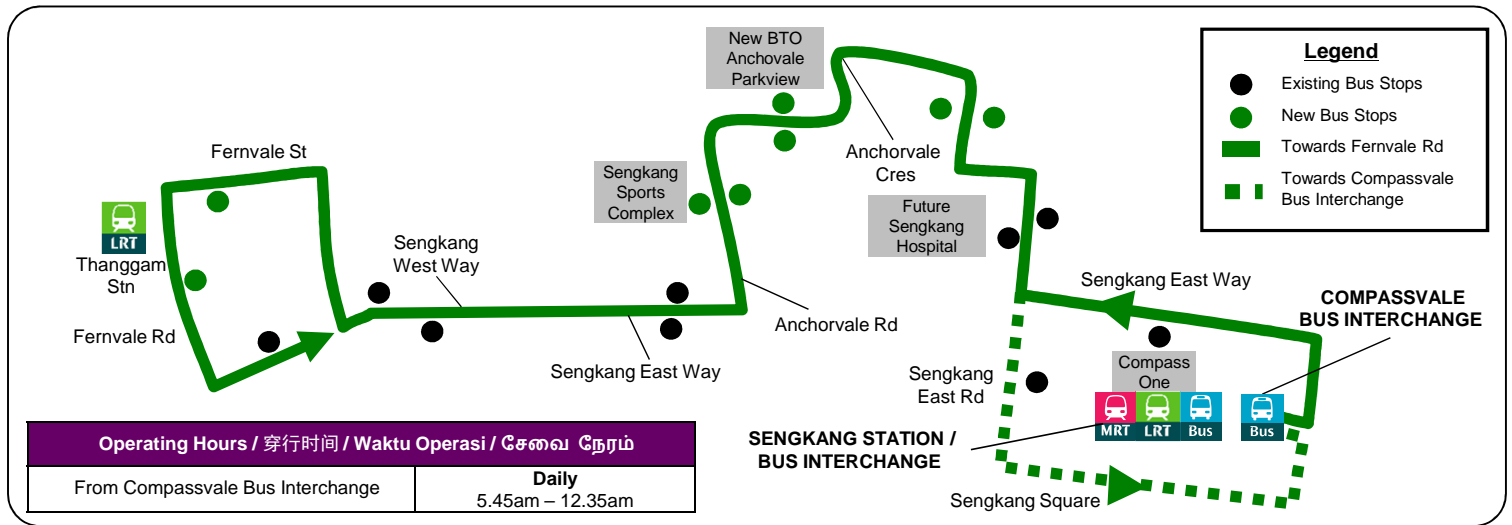 New BTO
Anchovale
Parkview
Legend
Existing Bus Stops
New Bus Stops
Towards Fernvale Rd
Towards Compassvale
Bus Interchange
Fernvale St
Anchorvale
Cres
Sengkang
Sports
Complex
LRT
Thanggam
Stn
Sengkang
West Way
Future
Sengkang
Hospital
Sengkang East Way
COMPASSVALE
BUS INTERCHANGE
Fernvale Rd
Anchorvale Rd
Sengkang East Way
Compass
One
Sengkang
East Rd
MRT
LRT
Bus
Bus
SENGKANG STATION /
BUS INTERCHANGE
Sengkang Square
Operating Hours / 穿行时间 / Waktu Operasi / சேவை நேரம்
From Compassvale Bus Interchange
Daily
5.45am – 12.35am